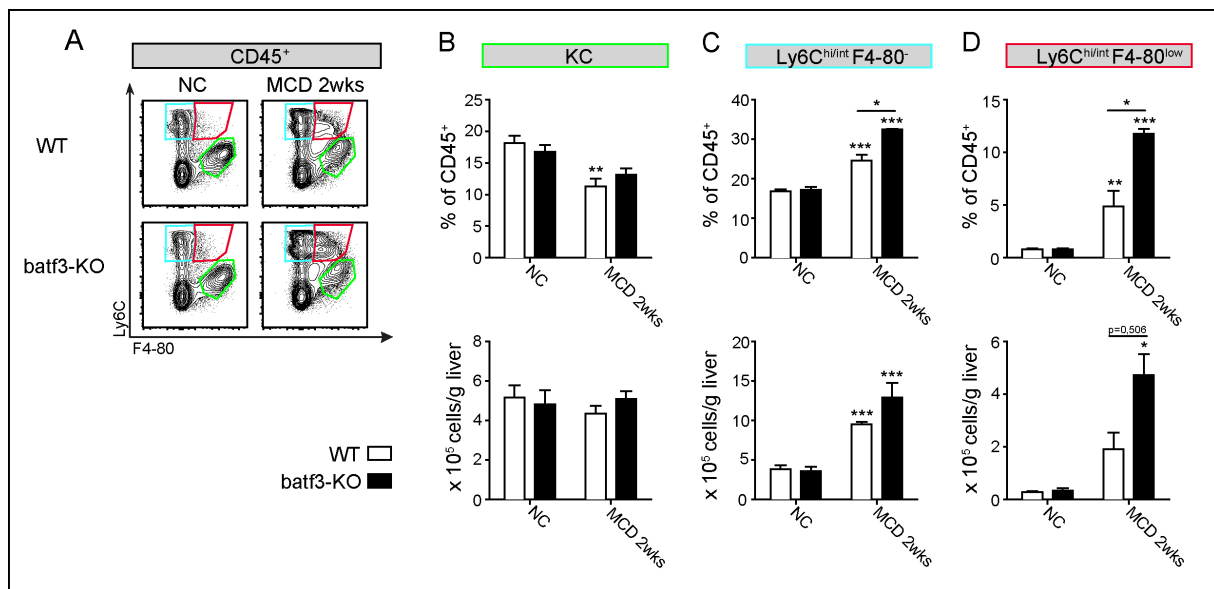 A
CD45+
NC
MCD 2wks
WT
batf3-KO
Ly6C
F4-80
WT
batf3-KO
B
KC
% of CD45+
25
20
15
10
5
0
**
NC
MCD 2wks
x 10⁵ cells/g liver
8
6
4
2
0
NC
MCD 2wks
C
Ly6Chi/int F4-80-
% of CD45+
40
30
20
10
0
*
***
***
NC
MCD 2wks
x 10⁵ cells/g liver
20
15
10
5
0
***
***
NC
MCD 2wks
D
Ly6Chi/int F4-80low
% of CD45+
15
10
5
0
*
***
**
NC
MCD 2wks
x 10⁵ cells/g liver
6
4
2
0
p=0,506
*
NC
MCD 2wks